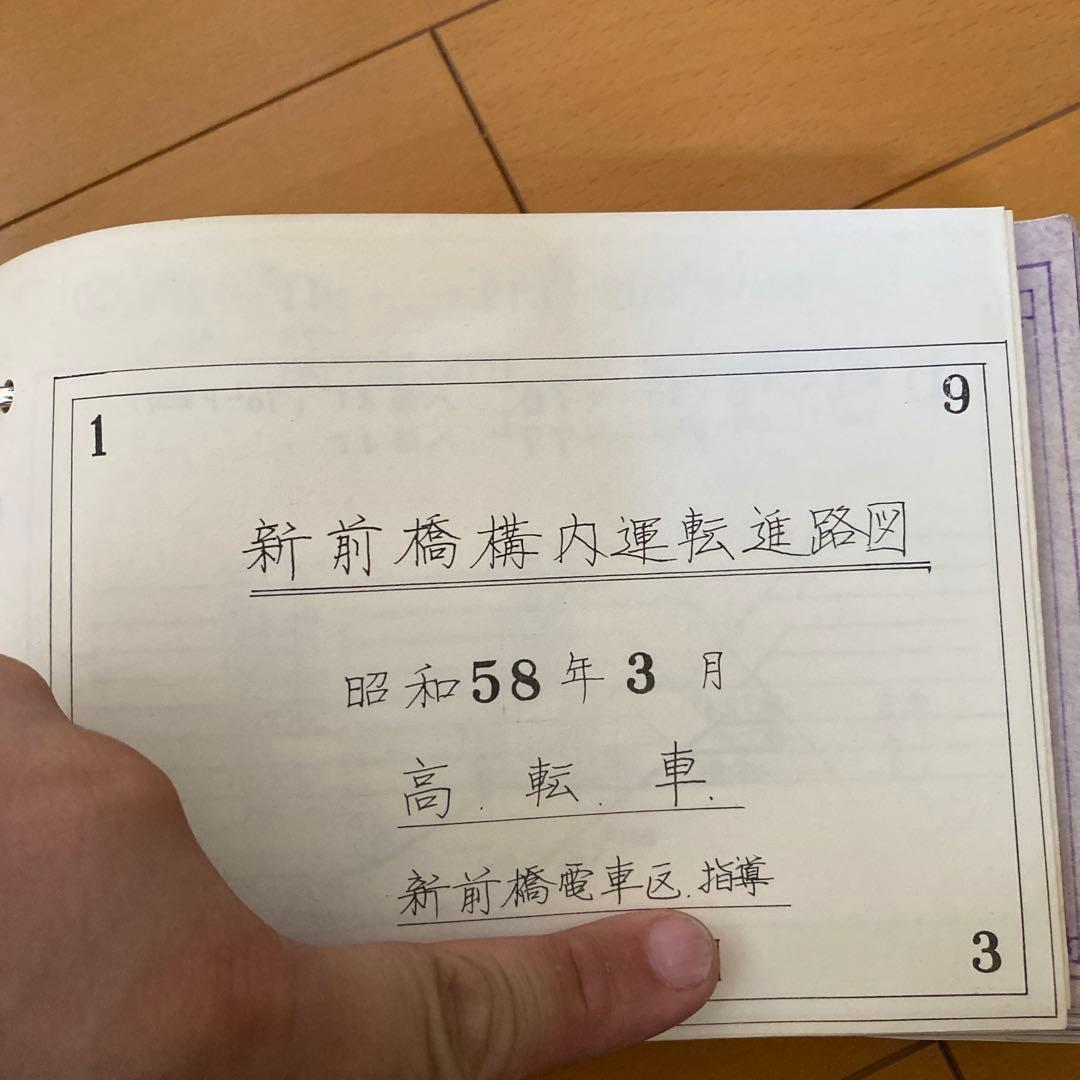 1
9
新前橋構内運転進路図
昭和58年3月
高．転．車．
新前橋電車区．指導
3